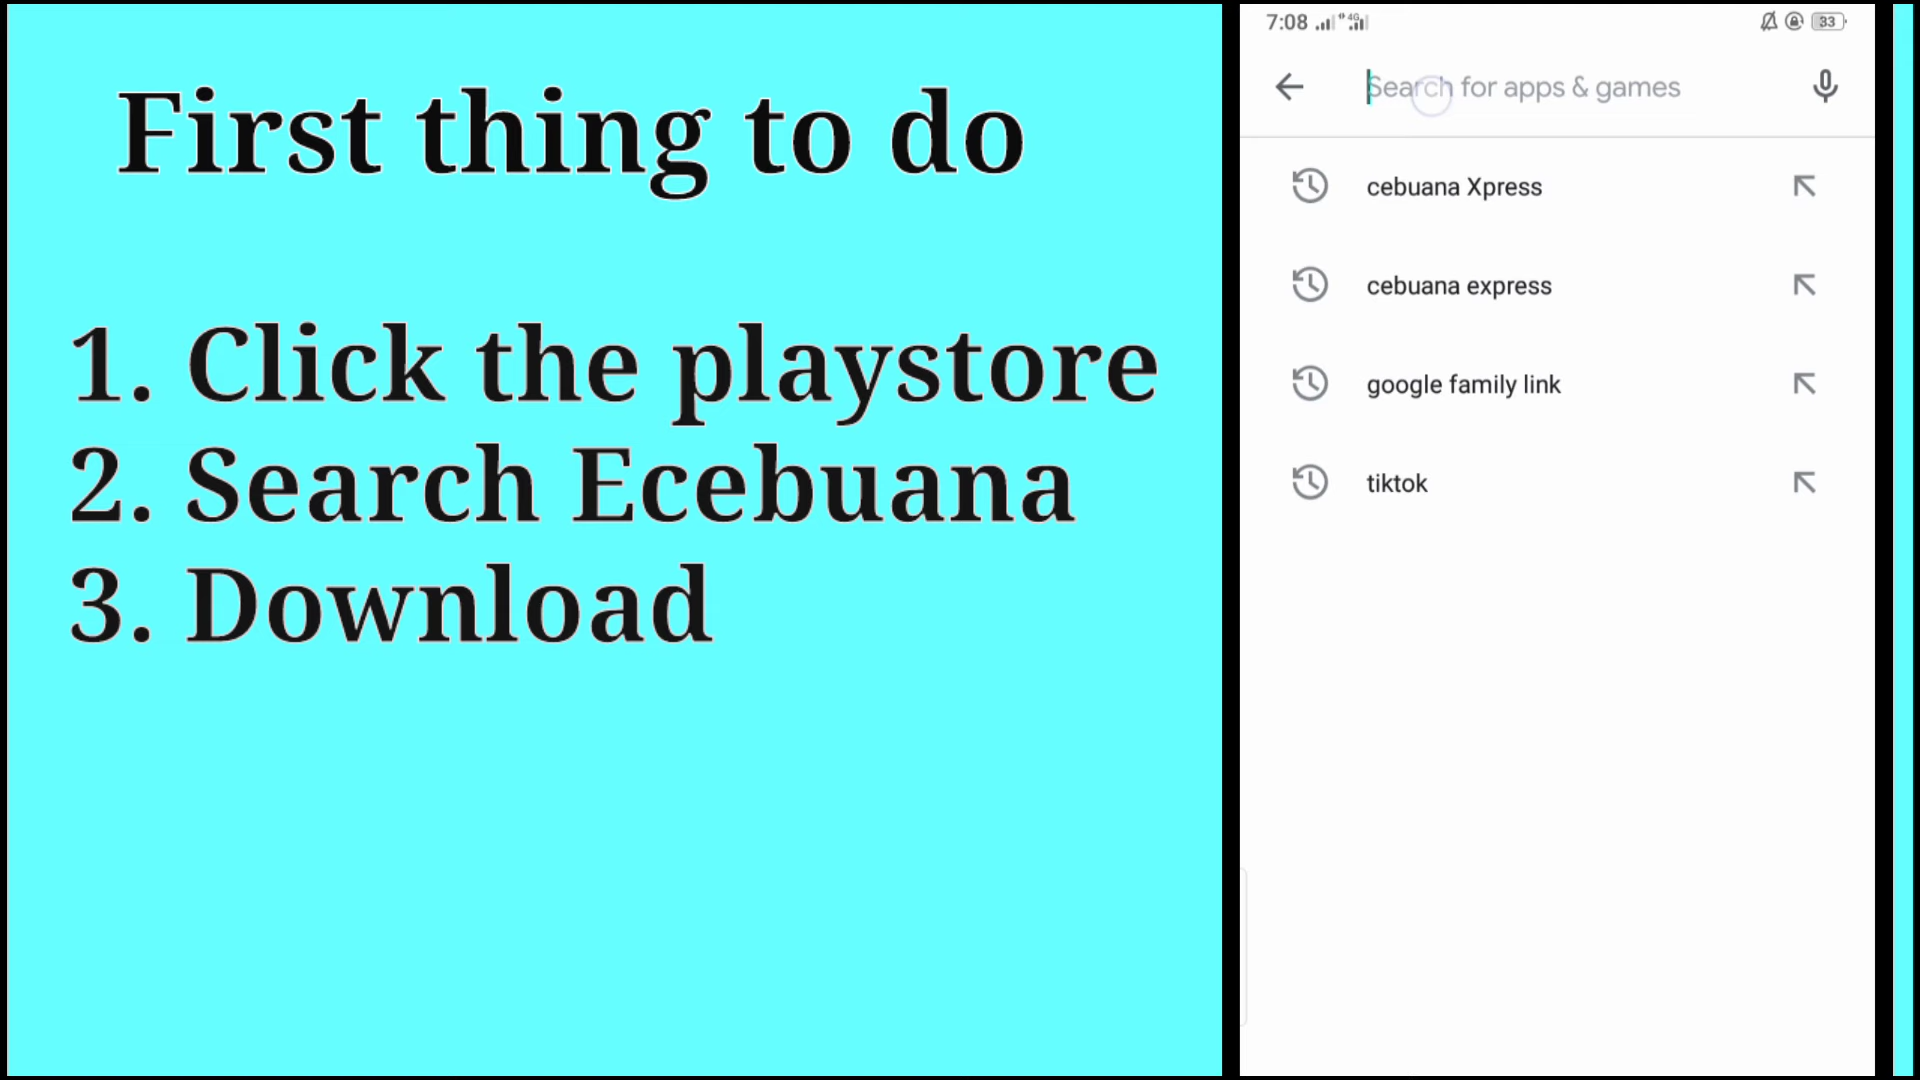 First thing to do
1. Click the playstore
2. Search Ecebuana
3. Download
7:08 4G 33
Search for apps & games
cebuana Xpress
cebuana express
google family link
tiktok